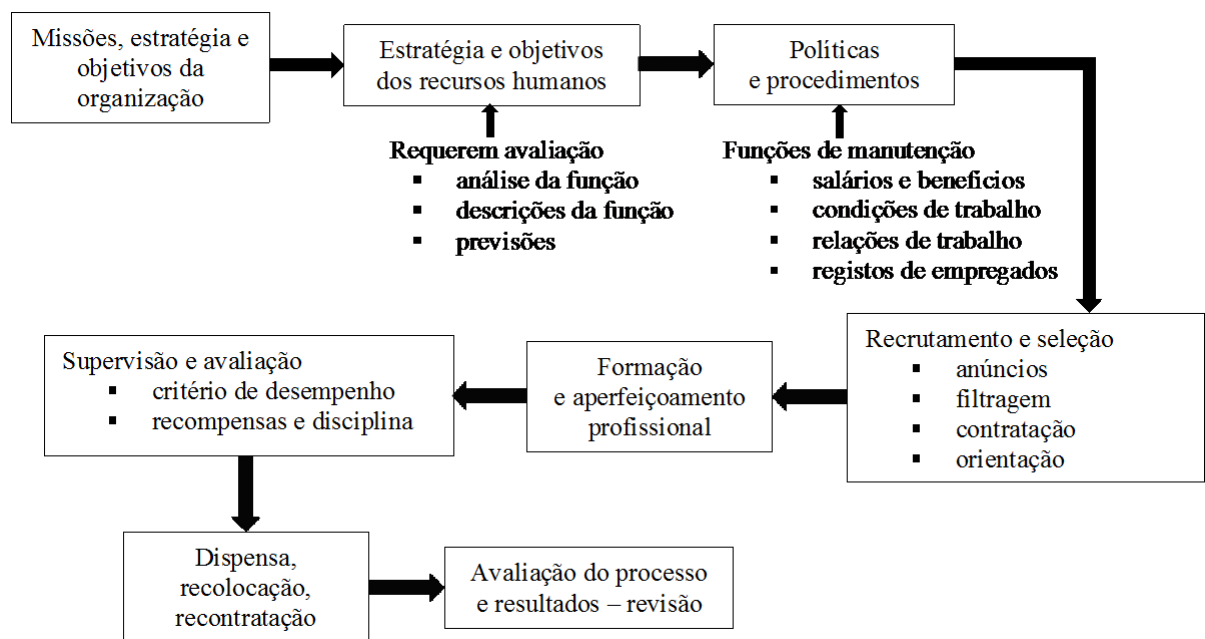 Missões, estratégia e
objetivos da
organização
Estratégia e objetivos
dos recursos humanos
Políticas
e procedimentos
Requerem avaliação
▪ análise da função
▪ descrições da função
▪ previsões
Funções de manutenção
▪ salários e beneficios
▪ condições de trabalho
▪ relações de trabalho
▪ registos de empregados
Recrutamento e seleção
▪ anúncios
▪ filtragem
▪ contratação
▪ orientação
Formação
e aperfeiçoamento
profissional
Supervisão e avaliação
▪ critério de desempenho
▪ recompensas e disciplina
Dispensa,
recolocação,
recontratação
Avaliação do processo
e resultados – revisão